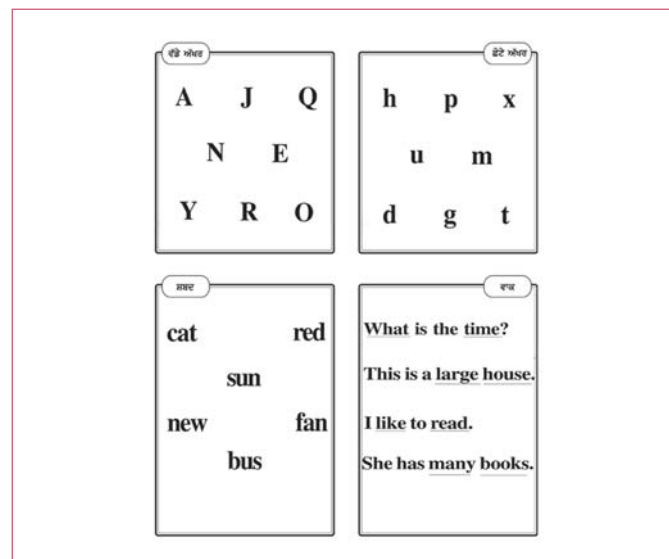 ਵੱਡੇ ਅੱਖਰ
A J Q
N E
Y R O
ਛੋਟੇ ਅੱਖਰ
h p x
u m
d g t
ਸ਼ਬਦ
cat red
sun
new fan
bus
ਵਾਕ
What is the time?
This is a large house.
I like to read.
She has many books.